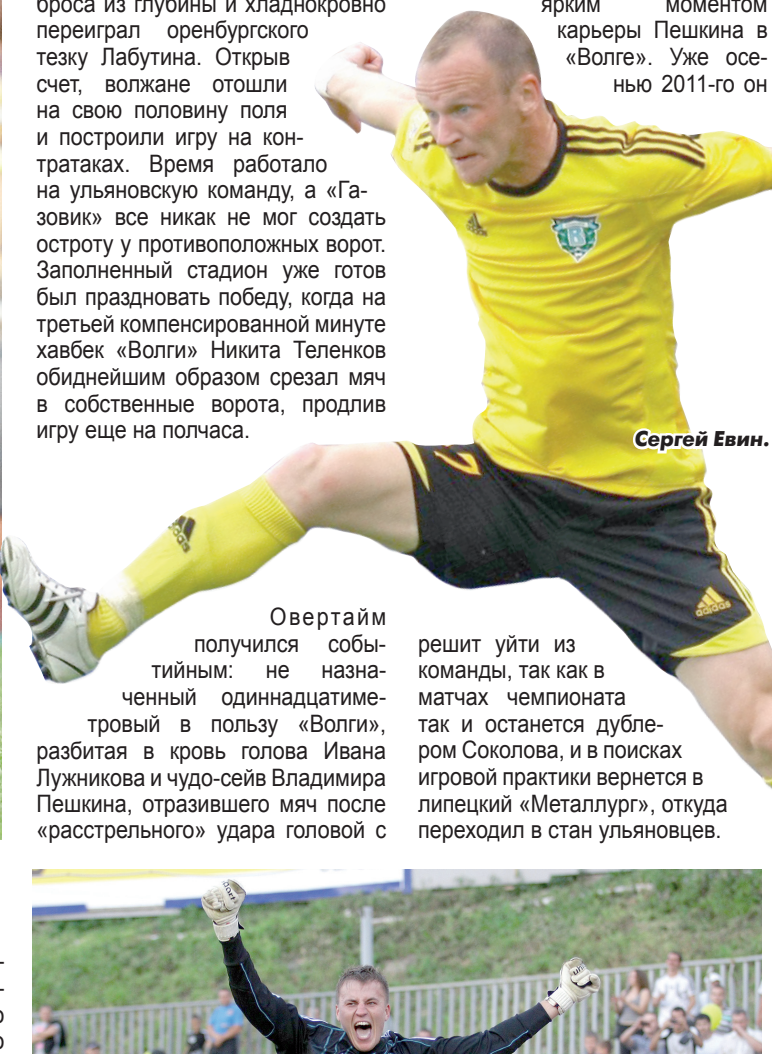 броса из глубины и хладнокровно
переиграл оренбургского
тезку Лабутина. Открыв
счет, волжане отошли
на свою половину поля
и построили игру на кон-
тратаках. Время работало
на ульяновскую команду, а «Га-
зовик» все никак не мог создать
остроту у противоположных ворот.
Заполненный стадион уже готов
был праздновать победу, когда на
третьей компенсированной минуте
хавбек «Волги» Никита Теленков
обиднейшим образом срезал мяч
в собственные ворота, продлив
игру еще на полчаса.
Овертайм
получился собы-
тийным: не назна-
ченный одиннадцатиме-
тровый в пользу «Волги»,
разбитая в кровь голова Ивана
Лужникова и чудо-сейв Владимира
Пешкина, отразившего мяч после
«расстрельного» удара головой с
ярким моментом
карьеры Пешкина в
«Волге». Уже осе-
нью 2011-го он
решит уйти из
команды, так как в
матчах чемпионата
так и останется дубле-
ром Соколова, и в поисках
игровой практики вернется в
липецкий «Металлург», откуда
переходил в стан ульяновцев.
Сергей Евин.
adidas
В
adidas
adidas